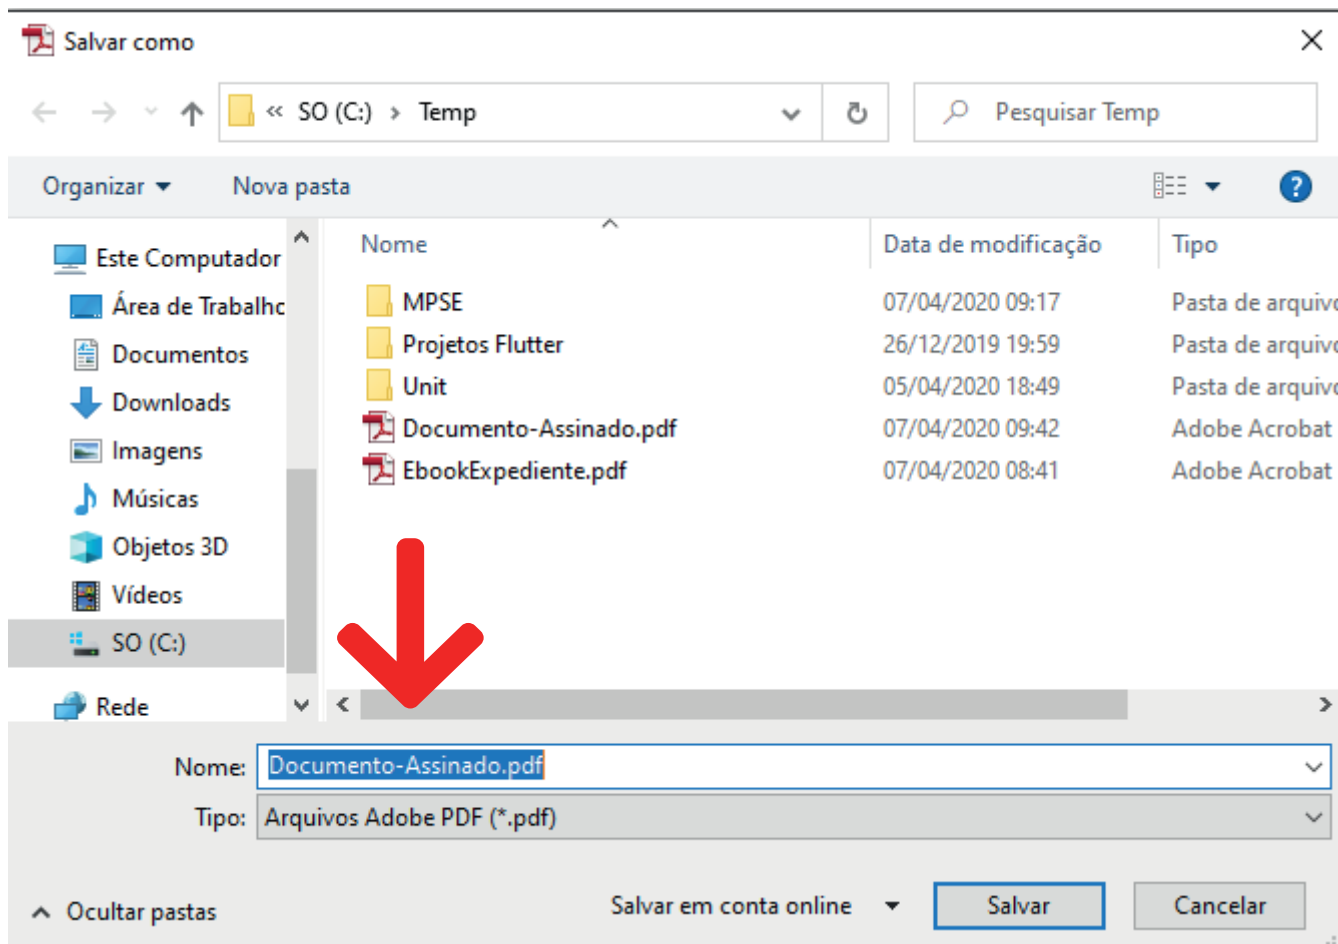 Salvar como
« SO (C:) › Temp
Pesquisar Temp
Organizar
Nova pasta
?
Nome
Data de modificação
Tipo
Este Computador
Área de Trabalho
Documentos
Downloads
Imagens
Músicas
Objetos 3D
Vídeos
SO (C:)
Rede
MPSE 07/04/2020 09:17 Pasta de arquivo
Projetos Flutter 26/12/2019 19:59 Pasta de arquivo
Unit 05/04/2020 18:49 Pasta de arquivo
Documento-Assinado.pdf 07/04/2020 09:42 Adobe Acrobat
EbookExpediente.pdf 07/04/2020 08:41 Adobe Acrobat
Nome: Documento-Assinado.pdf
Tipo: Arquivos Adobe PDF (*.pdf)
Ocultar pastas
Salvar em conta online
Salvar
Cancelar